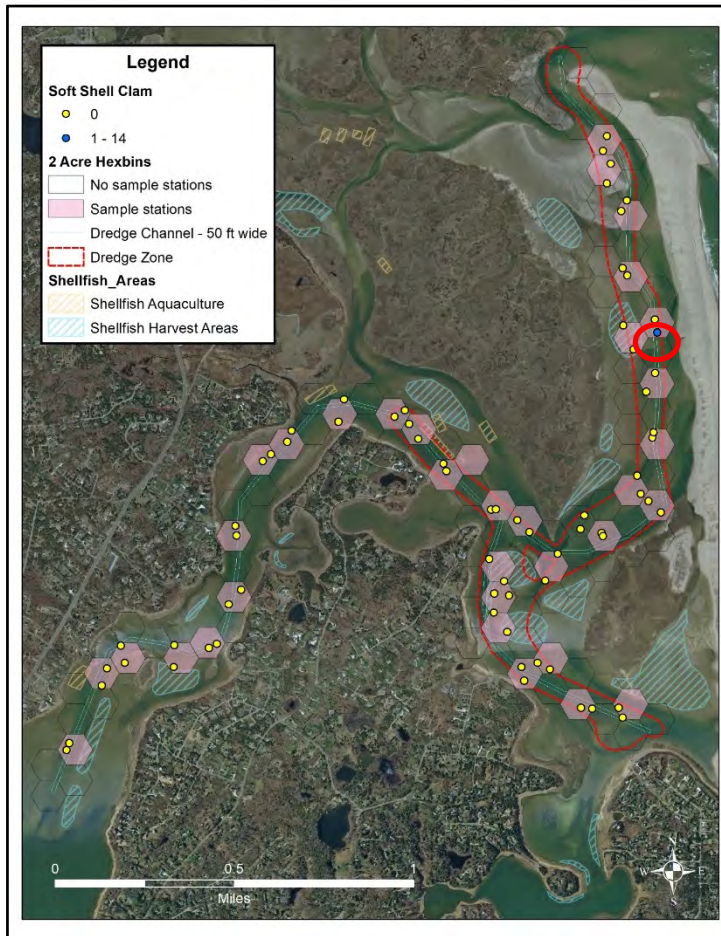 Legend
Soft Shell Clam
0
1 - 14
2 Acre Hexbins
No sample stations
Sample stations
Dredge Channel - 50 ft wide
Dredge Zone
Shellfish_Areas
Shellfish Aquaculture
Shellfish Harvest Areas
N
W E
S
0 0.5 1
Miles